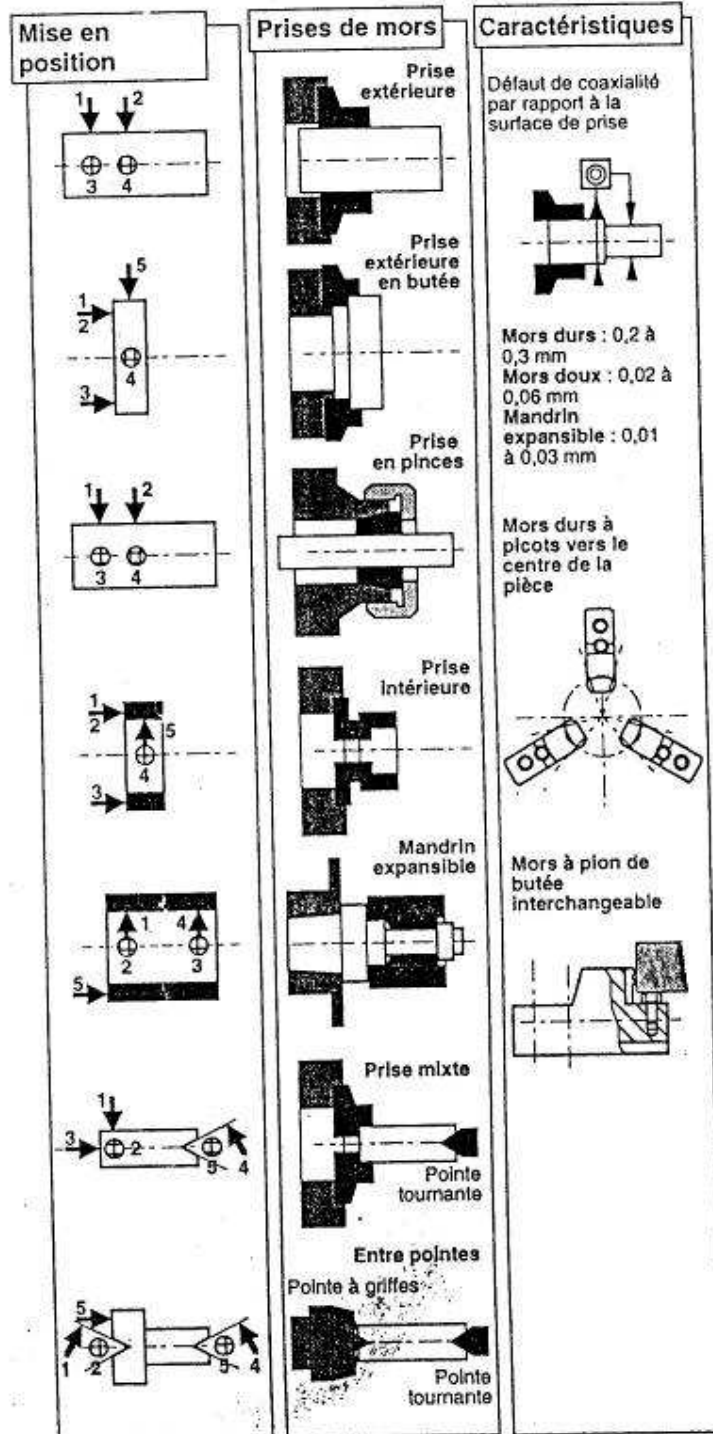 Mise en
position
1 2
3 4
5
1
2
4
3
1 2
3 4
1
2
5
4
3
1 4
2 3
5
1
3 2
5 4
5
1 2
5 4
Prises de mors
Prise
extérieure
Prise
extérieure
en butée
Prise
en pinces
Prise
intérieure
Mandrin
expansible
Prise mixte
Pointe
tournante
Entre pointes
Pointe à griffes
Pointe
tournante
Caractéristiques
Défaut de coaxialité
par rapport à la
surface de prise
Mors durs : 0,2 à
0,3 mm
Mors doux : 0,02 à
0,06 mm
Mandrin
expansible : 0,01
à 0,03 mm
Mors durs à
picots vers le
centre de la
pièce
Mors à pion de
butée
interchangeable